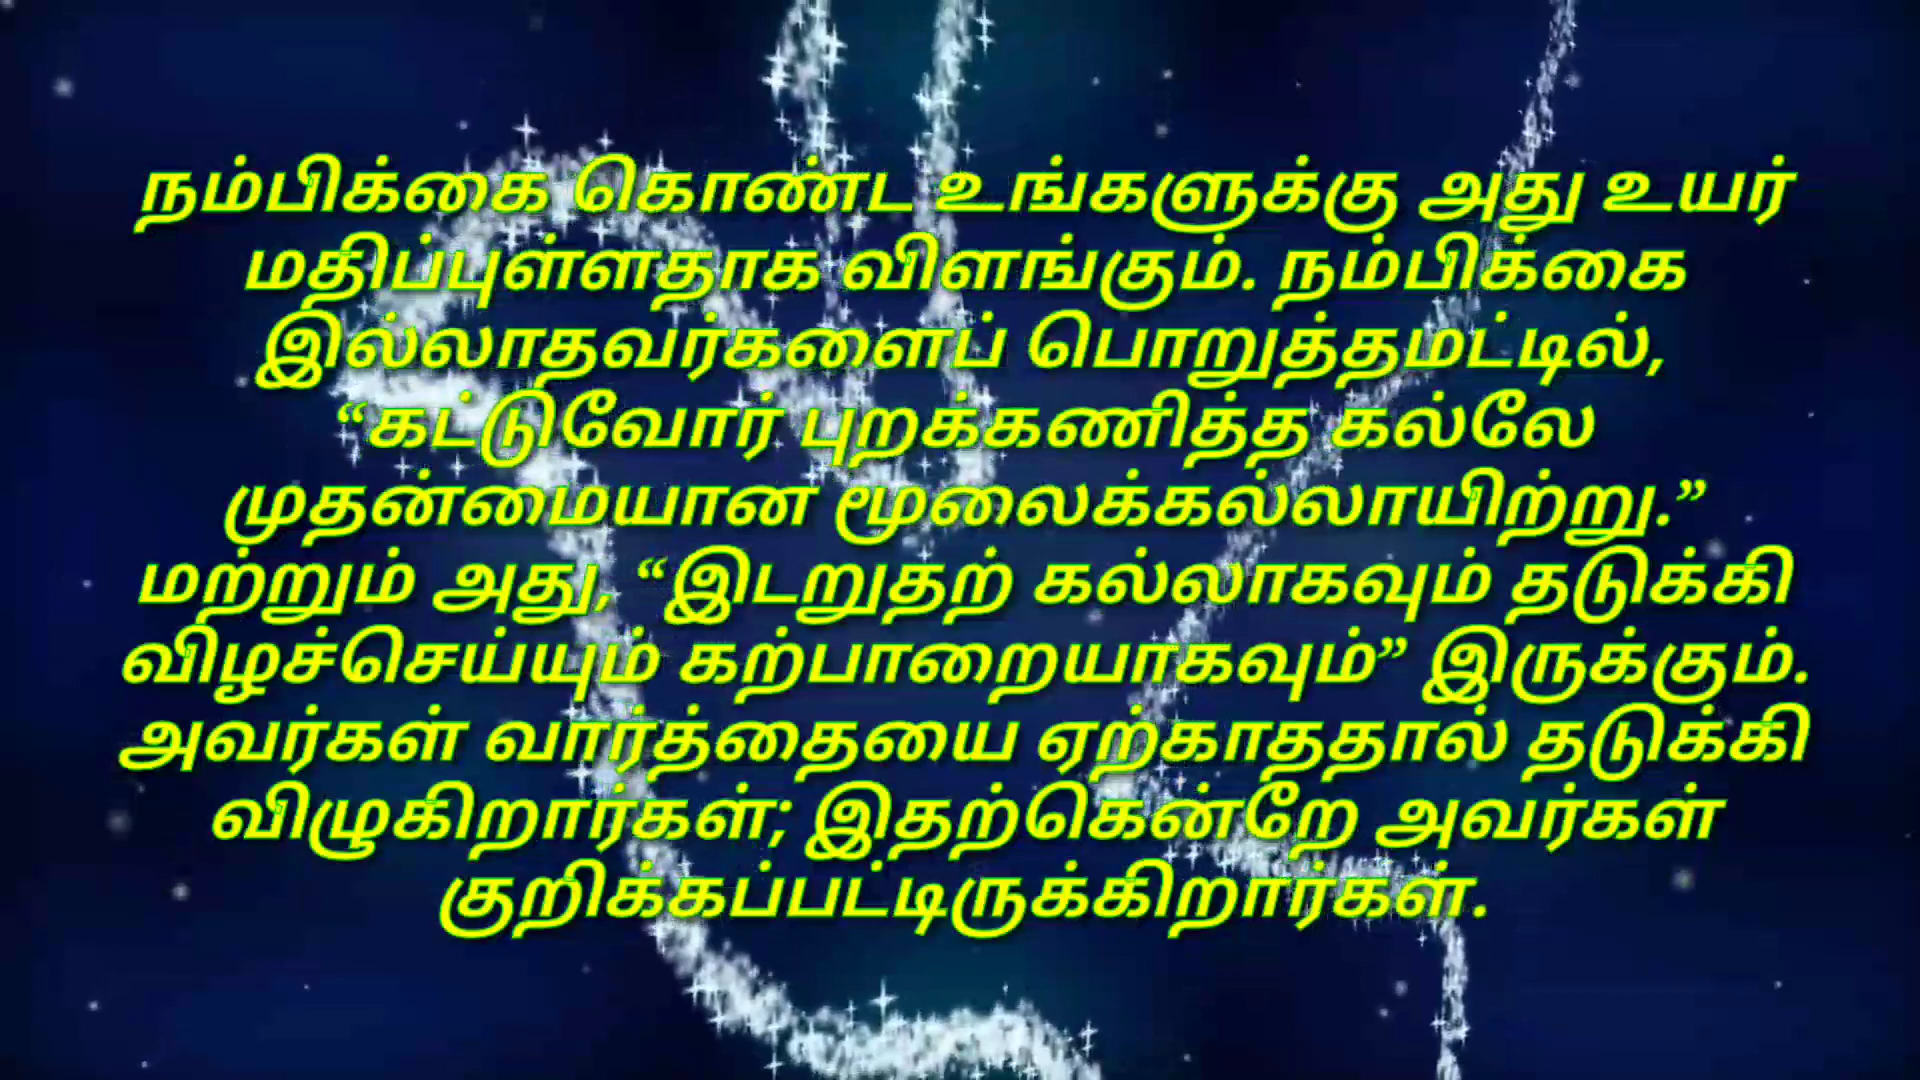 நம்பிக்கை கொண்ட உங்களுக்கு அது உயர்
மதிப்புள்ளதாக விளங்கும். நம்பிக்கை
இல்லாதவர்களைப் பொறுத்தமட்டில்,
“கட்டுவோர் புறக்கணித்த கல்லே
முதன்மையான மூலைக்கல்லாயிற்று.”
மற்றும் அது, “இடறுதற் கல்லாகவும் தடுக்கி
விழச்செய்யும் கற்பாறையாகவும்” இருக்கும்.
அவர்கள் வார்த்தையை ஏற்காததால் தடுக்கி
விழுகிறார்கள்; இதற்கென்றே அவர்கள்
குறிக்கப்பட்டிருக்கிறார்கள்.